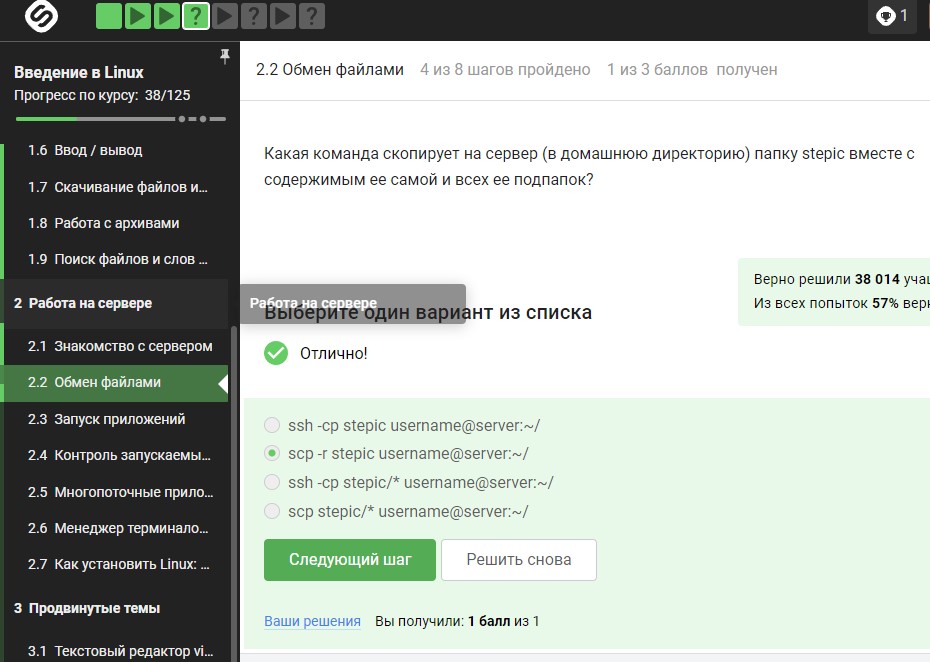 1
Введение в Linux
Прогресс по курсу: 38/125
1.6 Ввод / вывод
1.7 Скачивание файлов и...
1.8 Работа с архивами
1.9 Поиск файлов и слов ...
2 Работа на сервере
2.1 Знакомство с сервером
2.2 Обмен файлами
2.3 Запуск приложений
2.4 Контроль запускаемы...
2.5 Многопоточные прило...
2.6 Менеджер терминало...
2.7 Как установить Linux: ...
3 Продвинутые темы
3.1 Текстовый редактор vi...
2.2 Обмен файлами 4 из 8 шагов пройдено 1 из 3 баллов получен
Какая команда скопирует на сервер (в домашнюю директорию) папку stepic вместе с
содержимым ее самой и всех ее подпапок?
Верно решили 38 014
Из всех попыток 57%
Работа на сервере
Выберите один вариант из списка
Отлично!
ssh -cp stepic username@server:~/
scp -r stepic username@server:~/
ssh -cp stepic/* username@server:~/
scp stepic/* username@server:~/
Следующий шаг Решить снова
Ваши решения Вы получили: 1 балл из 1